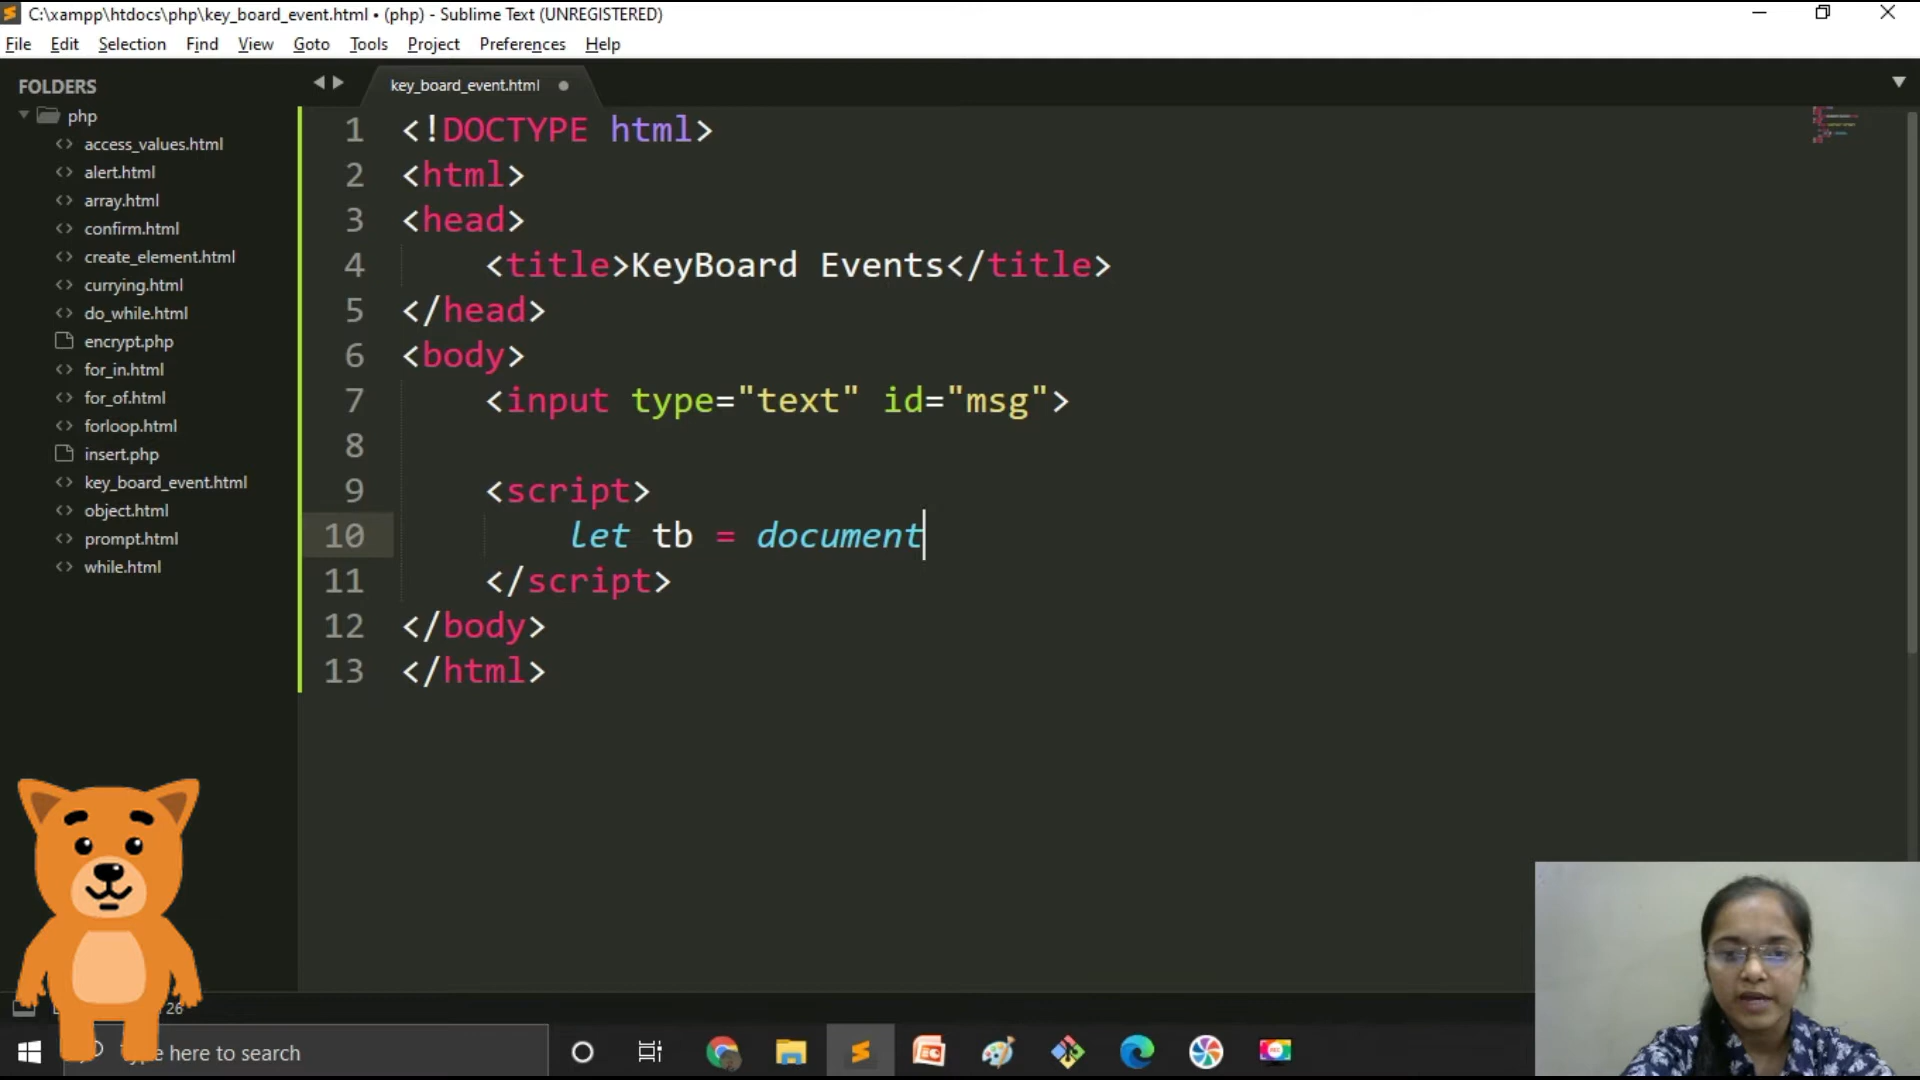 C:\xampp\htdocs\php\key_board_event.html • (php) - Sublime Text (UNREGISTERED)
File Edit Selection Find View Goto Tools Project Preferences Help
FOLDERS
php
access_values.html
alert.html
array.html
confirm.html
create_element.html
currying.html
do_while.html
encrypt.php
for_in.html
for_of.html
forloop.html
insert.php
key_board_event.html
object.html
prompt.html
while.html
key_board_event.html
1 <!DOCTYPE html>
2 <html>
3 <head>
4 <title>KeyBoard Events</title>
5 </head>
6 <body>
7 <input type="text" id="msg">
8
9 <script>
10 let tb = document
11 </script>
12 </body>
13 </html>
26
here to search